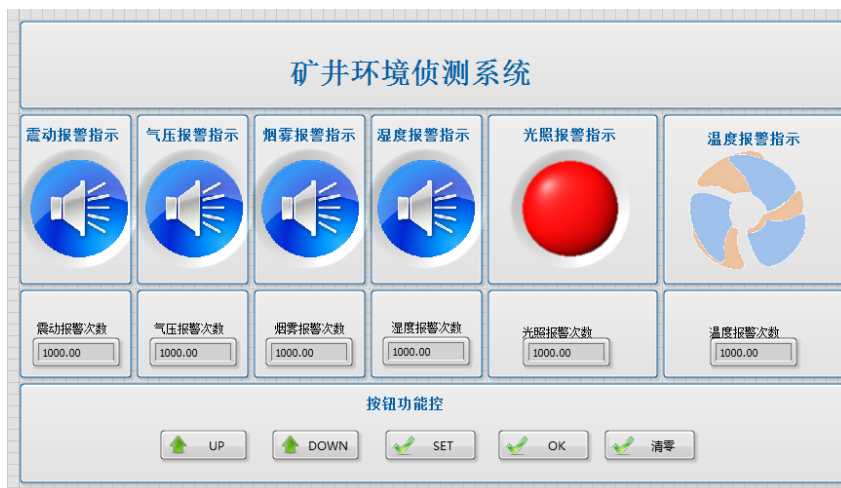 矿井环境侦测系统
震动报警指示
气压报警指示
烟雾报警指示
湿度报警指示
光照报警指示
温度报警指示
震动报警次数
1000.00
气压报警次数
1000.00
烟雾报警次数
1000.00
湿度报警次数
1000.00
光照报警次数
1000.00
温度报警次数
1000.00
按钮功能控
UP
DOWN
SET
OK
清零